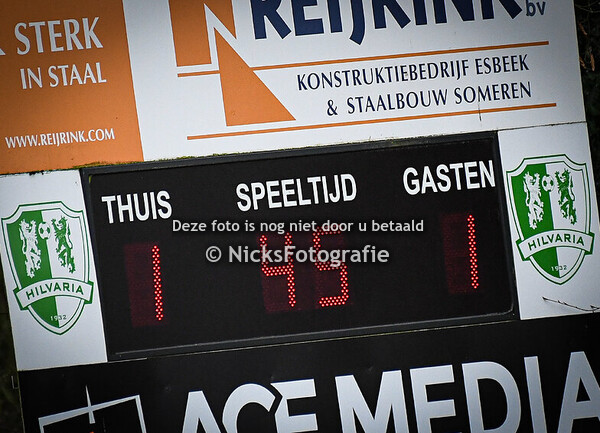 REIJRINK
bv
K STERK
IN STAAL
KONSTRUKTIEBEDRIJF ESBEEK
& STAALBOUW SOMEREN
WWW.REIJRINK.COM
THUIS SPEELTIJD GASTEN
Deze foto is nog niet door u betaald
© NicksFotografie
1 45 1
HILVARIA
1932
HILVARIA
1932
ACE MEDIA